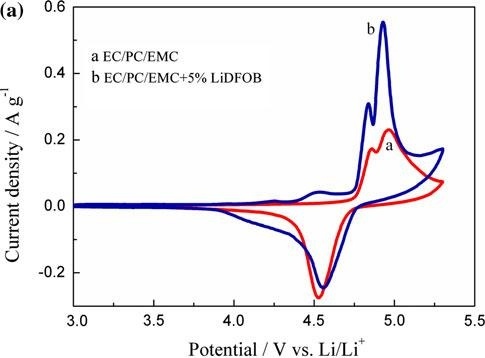 (a)
0.6
0.4
0.2
0.0
-0.2
a EC/PC/EMC
b EC/PC/EMC+5% LiDFOB
b
a
Current density / A g⁻¹
3.0 3.5 4.0 4.5 5.0 5.5
Potential / V vs. Li/Li⁺